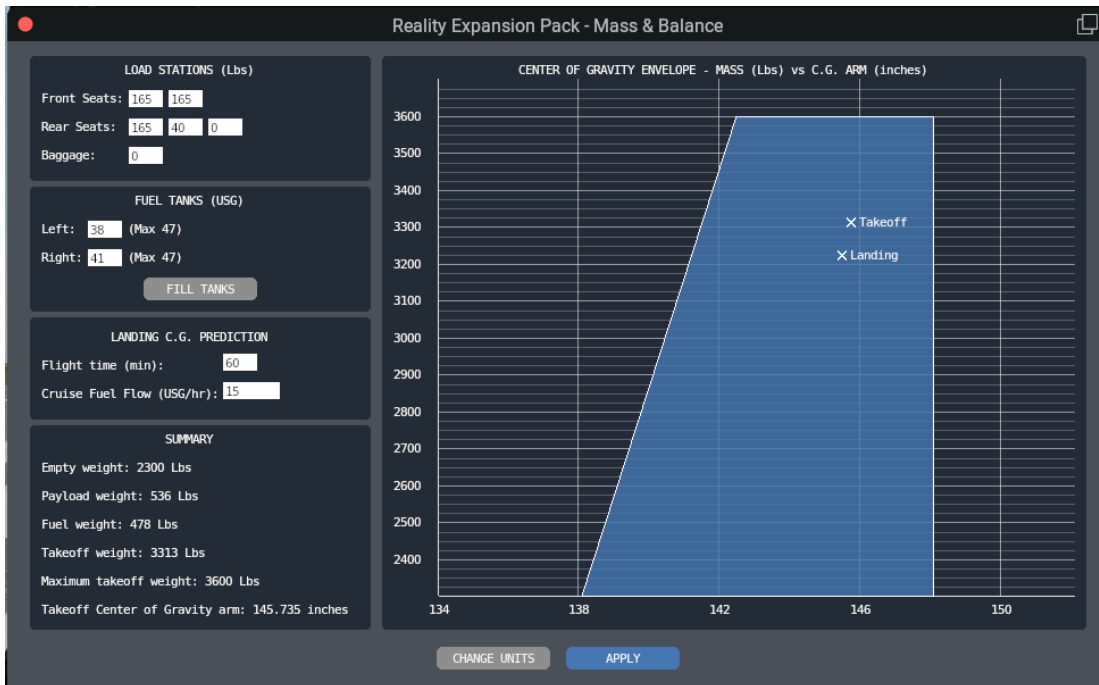 Reality Expansion Pack - Mass & Balance
LOAD STATIONS (Lbs)
Front Seats: 165 165
Rear Seats: 165 40 0
Baggage: 0
FUEL TANKS (USG)
Left: 38 (Max 47)
Right: 41 (Max 47)
FILL TANKS
LANDING C.G. PREDICTION
Flight time (min): 60
Cruise Fuel Flow (USG/hr): 15
SUMMARY
Empty weight: 2300 Lbs
Payload weight: 536 Lbs
Fuel weight: 478 Lbs
Takeoff weight: 3313 Lbs
Maximum takeoff weight: 3600 Lbs
Takeoff Center of Gravity arm: 145.735 inches
CENTER OF GRAVITY ENVELOPE - MASS (Lbs) vs C.G. ARM (inches)
3600
3500
3400
3300
3200
3100
3000
2900
2800
2700
2600
2500
2400
Takeoff
Landing
134 138 142 146 150
CHANGE UNITS
APPLY